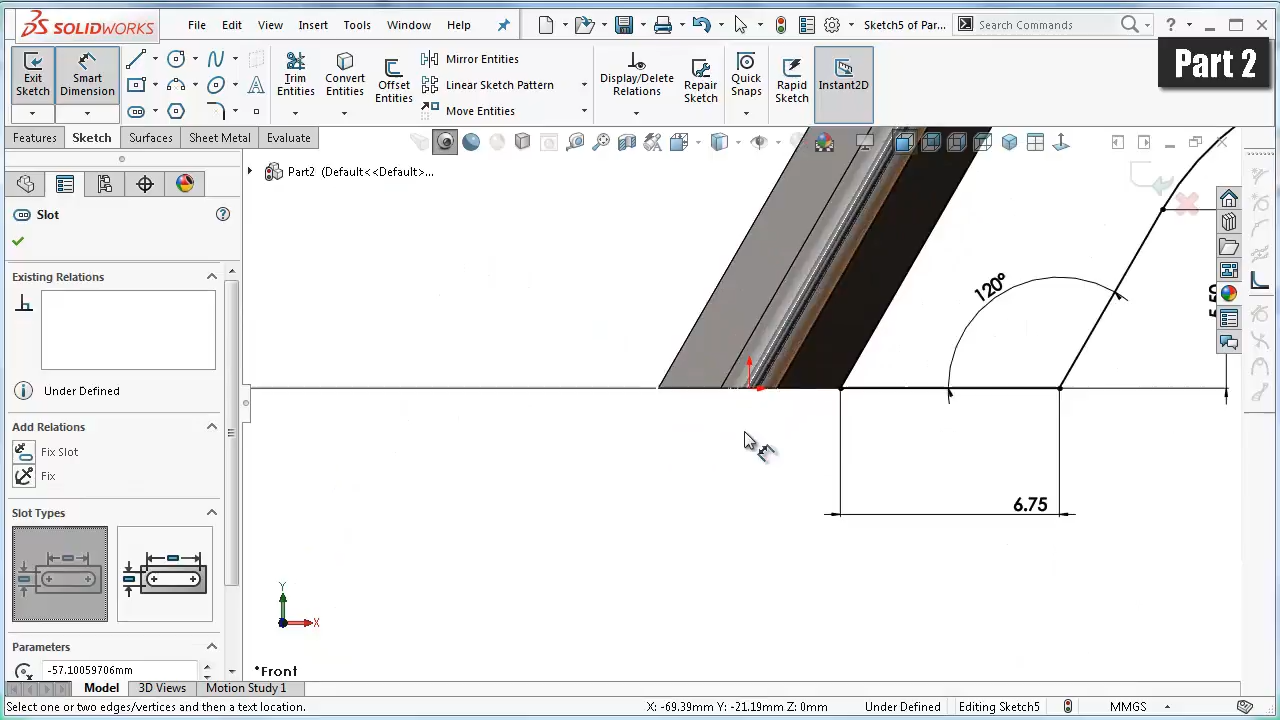 SOLIDWORKS
File
Edit
View
Insert
Tools
Window
Help
Sketch5 of Par...
Search Commands
?
Part 2
Exit
Sketch
Smart
Dimension
Trim
Entities
Convert
Entities
Offset
Entities
Mirror Entities
Linear Sketch Pattern
Move Entities
Display/Delete
Relations
Repair
Sketch
Quick
Snaps
Rapid
Sketch
Instant2D
Features
Sketch
Surfaces
Sheet Metal
Evaluate
Part2 (Default<<Default>...
Slot
?
Existing Relations
Under Defined
Add Relations
Fix Slot
Fix
Slot Types
Parameters
-57.10059706mm
120°
6.75
Y
X
*Front
Model
3D Views
Motion Study 1
Select one or two edges/vertices and then a text location.
X: -69.39mm Y: -21.19mm Z: 0mm
Under Defined
Editing Sketch5
MMGS